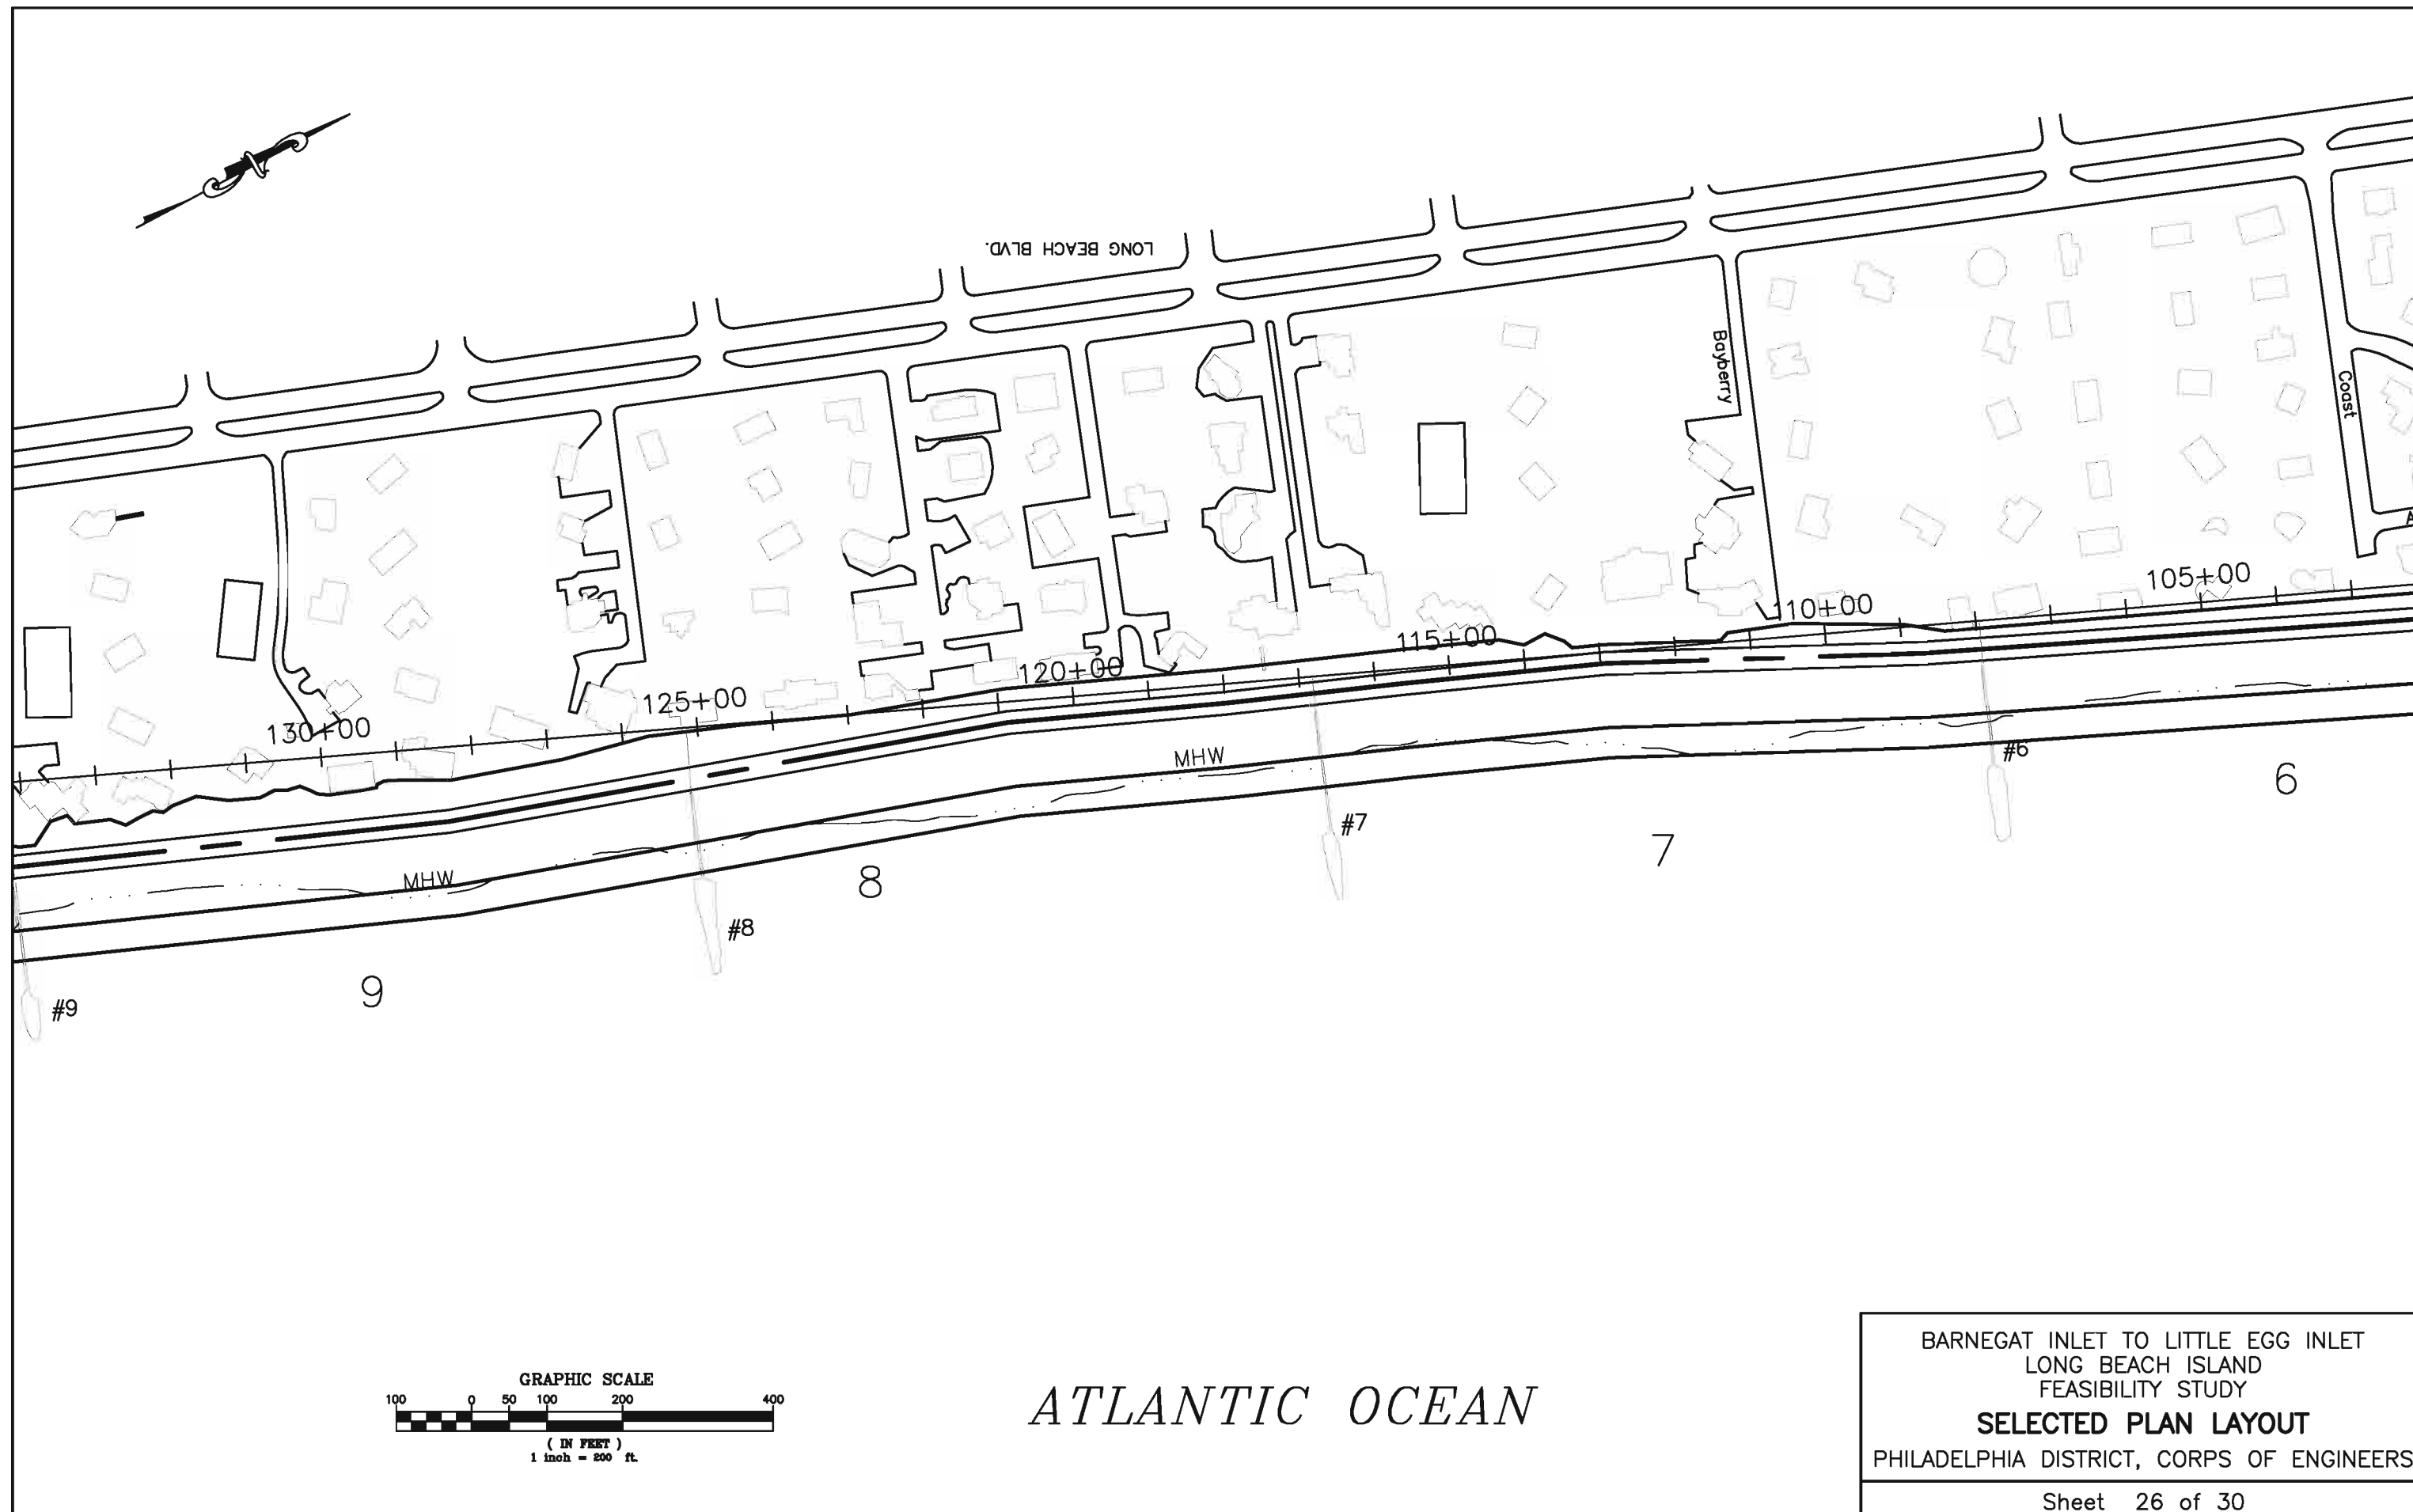 N
LONG BEACH BLVD.
Bayberry
Coast
A
105+00
110+00
115+00
120+00
125+00
130+00
MHW
MHW
#6
6
#7
7
#8
8
#9
9
GRAPHIC SCALE
100 0 50 100 200 400
( IN FEET )
1 inch = 200 ft.
ATLANTIC OCEAN
BARNEGAT INLET TO LITTLE EGG INLET
LONG BEACH ISLAND
FEASIBILITY STUDY
SELECTED PLAN LAYOUT
PHILADELPHIA DISTRICT, CORPS OF ENGINEERS
Sheet 26 of 30